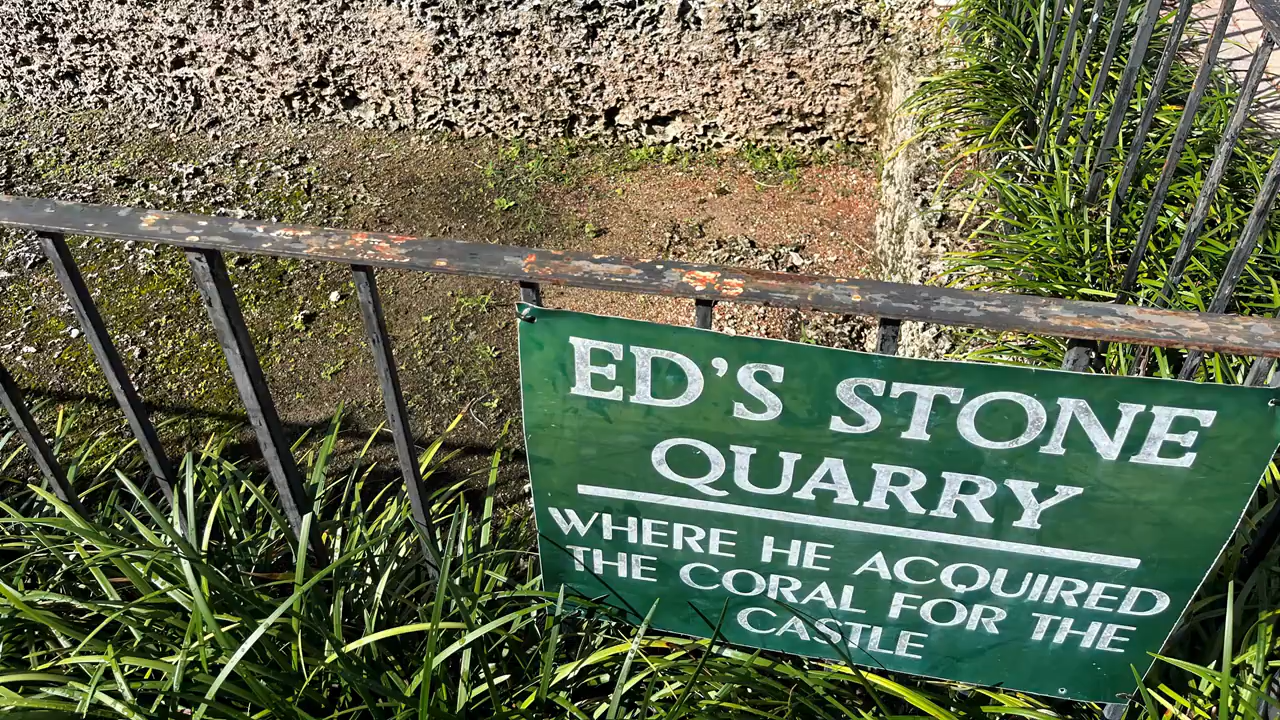 ED'S STONE
QUARRY
WHERE HE ACQUIRED
THE CORAL FOR THE
CASTLE